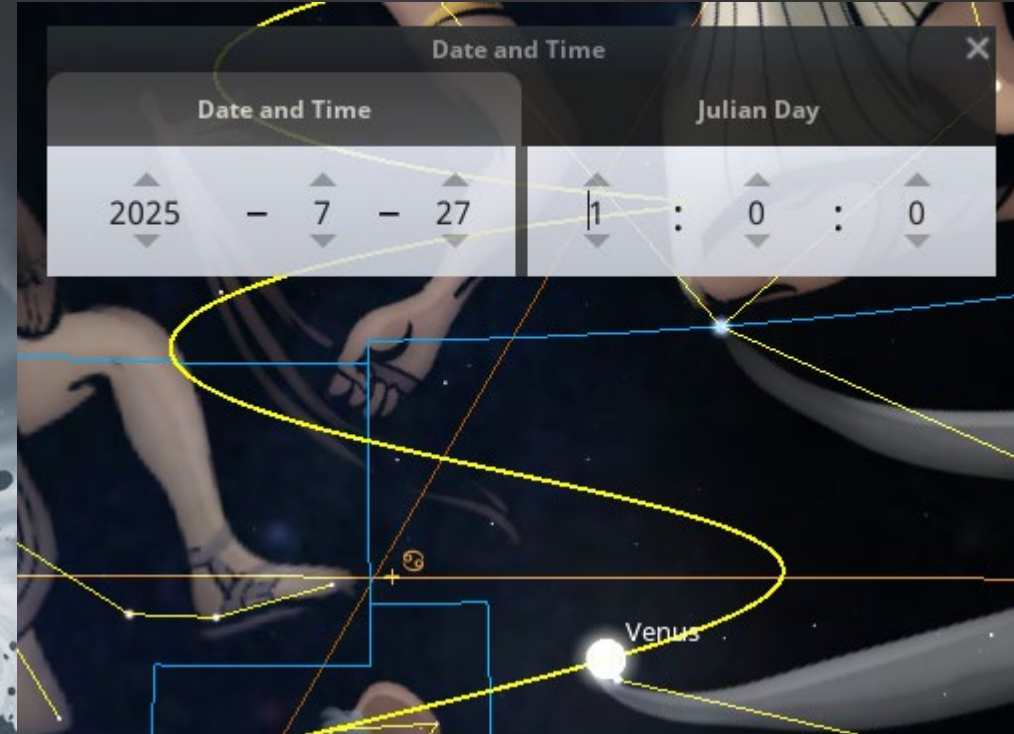 Date and Time
Date and Time Julian Day
2025 - 7 - 27 1 : 0 : 0
♋
Venus